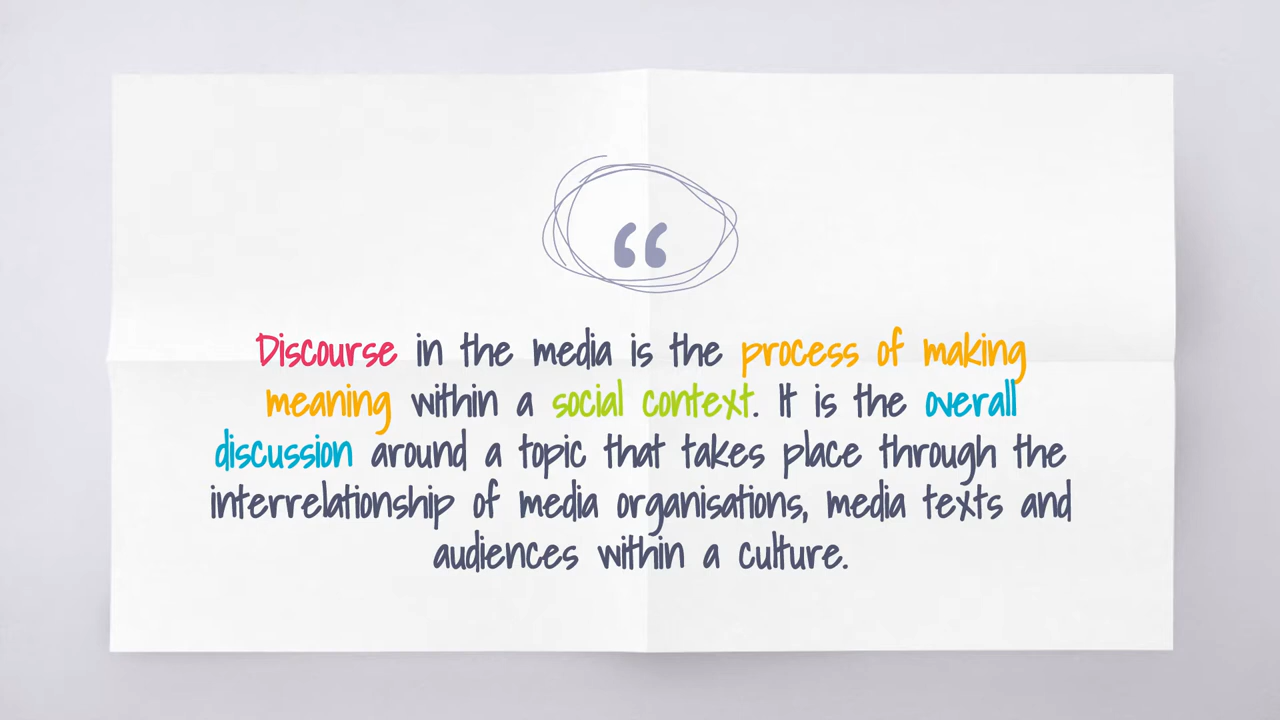 “
Discourse in the media is the process of making
meaning within a social context. It is the overall
discussion around a topic that takes place through the
interrelationship of media organisations, media texts and
audiences within a culture.